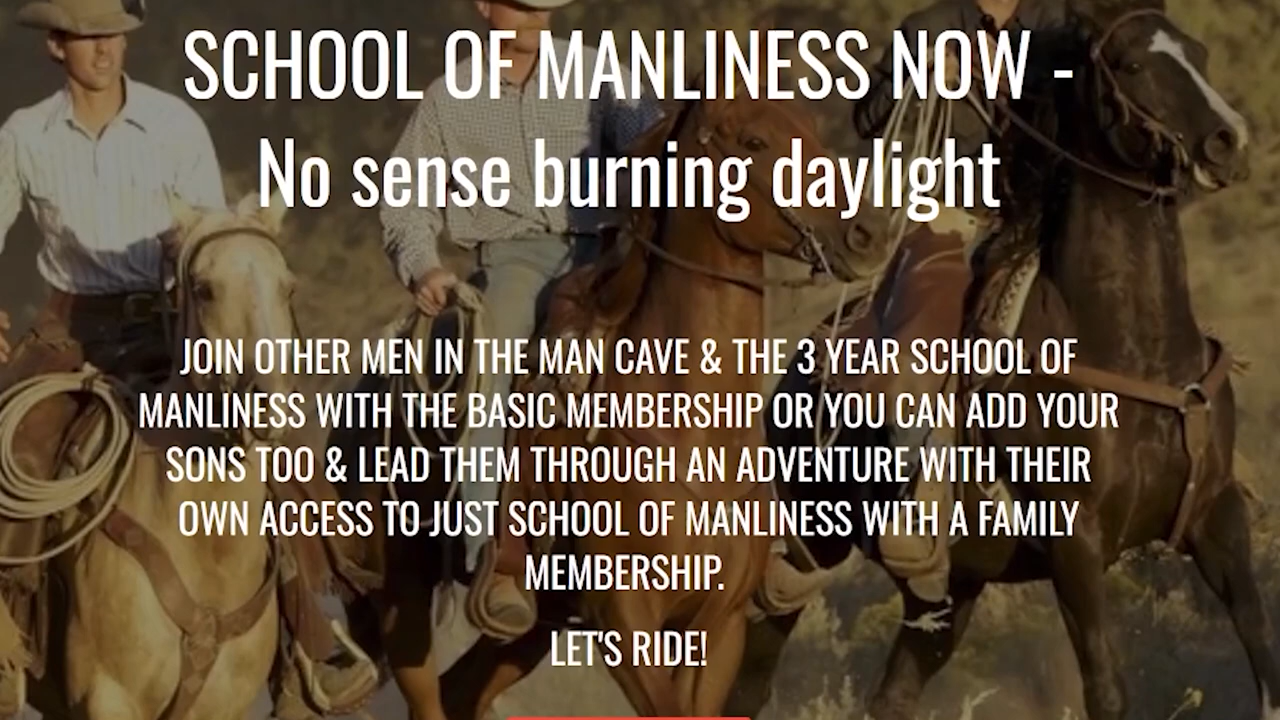 SCHOOL OF MANLINESS NOW -
No sense burning daylight
JOIN OTHER MEN IN THE MAN CAVE & THE 3 YEAR SCHOOL OF
MANLINESS WITH THE BASIC MEMBERSHIP OR YOU CAN ADD YOUR
SONS TOO & LEAD THEM THROUGH AN ADVENTURE WITH THEIR
OWN ACCESS TO JUST SCHOOL OF MANLINESS WITH A FAMILY
MEMBERSHIP.
LET'S RIDE!